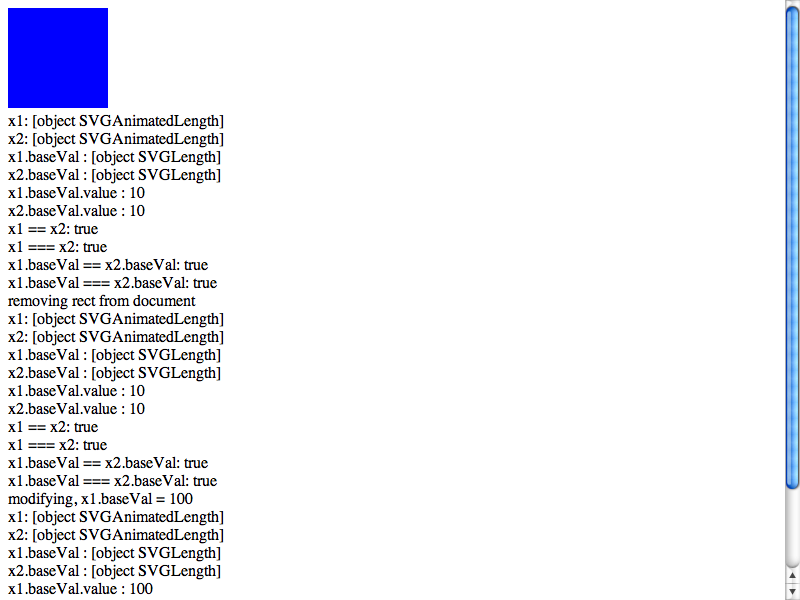 x1: [object SVGAnimatedLength]
x2: [object SVGAnimatedLength]
x1.baseVal : [object SVGLength]
x2.baseVal : [object SVGLength]
x1.baseVal.value : 10
x2.baseVal.value : 10
x1 == x2: true
x1 === x2: true
x1.baseVal == x2.baseVal: true
x1.baseVal === x2.baseVal: true
removing rect from document
x1: [object SVGAnimatedLength]
x2: [object SVGAnimatedLength]
x1.baseVal : [object SVGLength]
x2.baseVal : [object SVGLength]
x1.baseVal.value : 10
x2.baseVal.value : 10
x1 == x2: true
x1 === x2: true
x1.baseVal == x2.baseVal: true
x1.baseVal === x2.baseVal: true
modifying, x1.baseVal = 100
x1: [object SVGAnimatedLength]
x2: [object SVGAnimatedLength]
x1.baseVal : [object SVGLength]
x2.baseVal : [object SVGLength]
x1.baseVal.value : 100